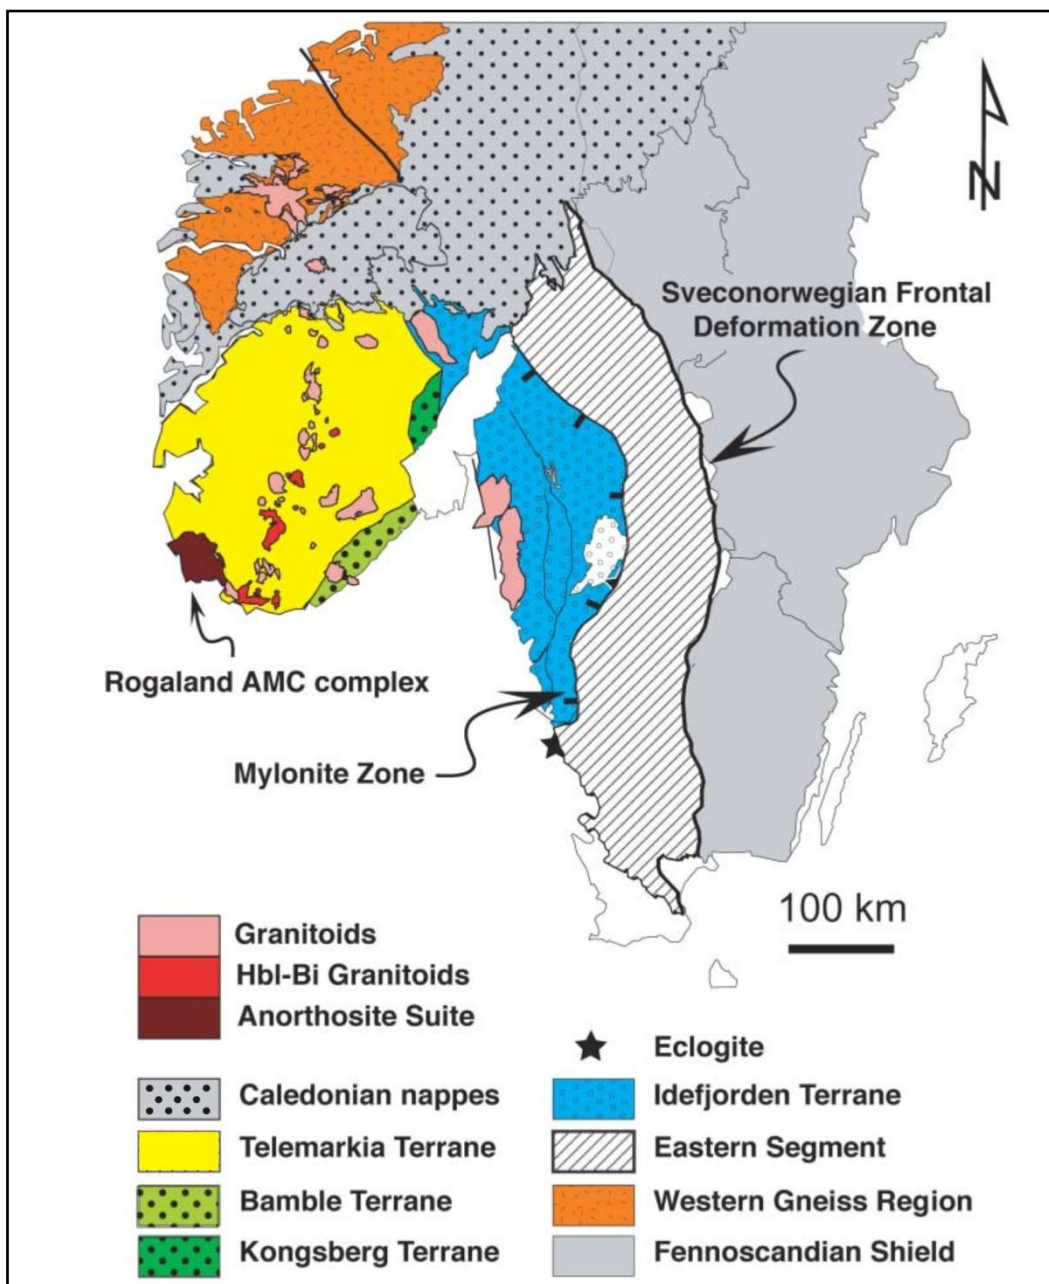 N
Sveconorwegian Frontal
Deformation Zone
Rogaland AMC complex
Mylonite Zone
100 km
Granitoids
Hbl-Bi Granitoids
Anorthosite Suite
Eclogite
Caledonian nappes
Idefjorden Terrane
Telemarkia Terrane
Eastern Segment
Bamble Terrane
Western Gneiss Region
Kongsberg Terrane
Fennoscandian Shield